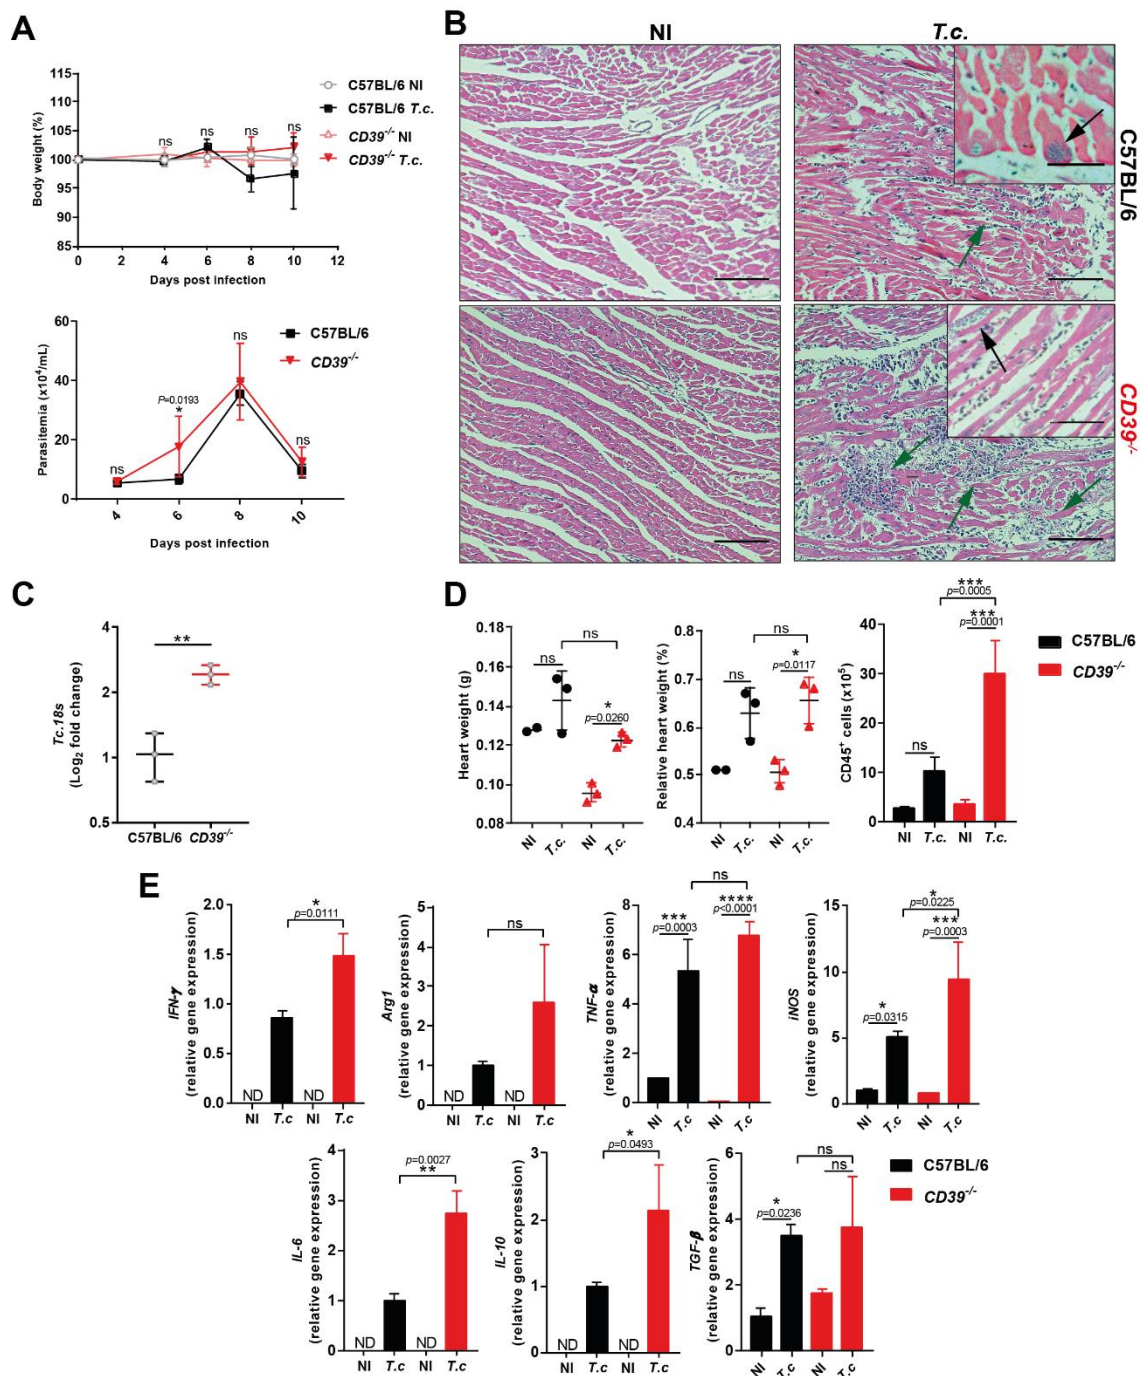 A
115
110
105
100
95
90
85
Body weight (%)
ns
ns
ns
ns
0 2 4 6 8 10 12
Days post infection
C57BL/6 NI
C57BL/6 T.c.
CD39-/- NI
CD39-/- T.c.
60
40
20
0
Parasitemia (x10⁴/mL)
ns
P=0.0193
*
ns
ns
4 6 8 10
Days post infection
C57BL/6
CD39-/-
B
NI
T.c.
C57BL/6
CD39-/-
C
4
2
1
0.5
Tc.18s
(Log₂ fold change)
**
C57BL/6 CD39-/-
D
0.18
0.16
0.14
0.12
0.10
0.08
Heart weight (g)
ns
ns
*
p=0.0260
NI T.c. NI T.c.
0.8
0.7
0.6
0.5
0.4
Relative heart weight (%)
ns
ns
*
p=0.0117
NI T.c. NI T.c.
40
30
20
10
0
CD45⁺ cells (x10⁵)
***
p=0.0005
***
p=0.0001
ns
NI T.c. NI T.c.
C57BL/6
CD39-/-
E
2.0
1.5
1.0
0.5
0.0
IFN-γ
(relative gene expression)
*
p=0.0111
ND ND
NI T.c NI T.c
5
4
3
2
1
0
Arg1
(relative gene expression)
ns
ND ND
NI T.c NI T.c
8
6
4
2
0
TNF-α
(relative gene expression)
ns
***
p=0.0003
****
p<0.0001
NI T.c NI T.c
15
10
5
0
iNOS
(relative gene expression)
*
p=0.0225
***
p=0.0003
*
p=0.0315
NI T.c NI T.c
4
3
2
1
0
IL-6
(relative gene expression)
p=0.0027
**
ND ND
NI T.c NI T.c
3
2
1
0
IL-10
(relative gene expression)
*
p=0.0493
ND ND
NI T.c NI T.c
6
4
2
0
TGF-β
(relative gene expression)
ns
ns
*
p=0.0236
NI T.c NI T.c
C57BL/6
CD39-/-